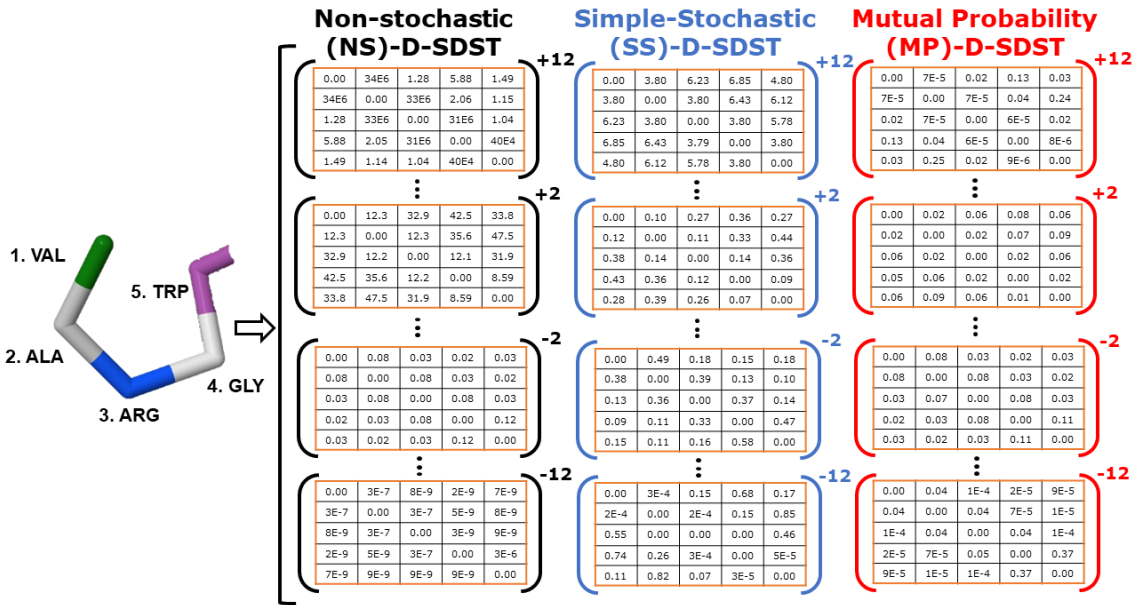 Non-stochastic
(NS)-D-SDST
Simple-Stochastic
(SS)-D-SDST
Mutual Probability
(MP)-D-SDST
1. VAL
2. ALA
3. ARG
4. GLY
5. TRP
+12
0.00 34E6 1.28 5.88 1.49
34E6 0.00 33E6 2.06 1.15
1.28 33E6 0.00 31E6 1.04
5.88 2.05 31E6 0.00 40E4
1.49 1.14 1.04 40E4 0.00
+12
0.00 3.80 6.23 6.85 4.80
3.80 0.00 3.80 6.43 6.12
6.23 3.80 0.00 3.80 5.78
6.85 6.43 3.79 0.00 3.80
4.80 6.12 5.78 3.80 0.00
+12
0.00 7E-5 0.02 0.13 0.03
7E-5 0.00 7E-5 0.04 0.24
0.02 7E-5 0.00 6E-5 0.02
0.13 0.04 6E-5 0.00 8E-6
0.03 0.25 0.02 9E-6 0.00
+2
0.00 12.3 32.9 42.5 33.8
12.3 0.00 12.3 35.6 47.5
32.9 12.2 0.00 12.1 31.9
42.5 35.6 12.2 0.00 8.59
33.8 47.5 31.9 8.59 0.00
+2
0.00 0.10 0.27 0.36 0.27
0.12 0.00 0.11 0.33 0.44
0.38 0.14 0.00 0.14 0.36
0.43 0.36 0.12 0.00 0.09
0.28 0.39 0.26 0.07 0.00
+2
0.00 0.02 0.06 0.08 0.06
0.02 0.00 0.02 0.07 0.09
0.06 0.02 0.00 0.02 0.06
0.05 0.06 0.02 0.00 0.02
0.06 0.09 0.06 0.01 0.00
-2
0.00 0.08 0.03 0.02 0.03
0.08 0.00 0.08 0.03 0.02
0.03 0.08 0.00 0.08 0.03
0.02 0.03 0.08 0.00 0.12
0.03 0.02 0.03 0.12 0.00
-2
0.00 0.49 0.18 0.15 0.18
0.38 0.00 0.39 0.13 0.10
0.13 0.36 0.00 0.37 0.14
0.09 0.11 0.33 0.00 0.47
0.15 0.11 0.16 0.58 0.00
-2
0.00 0.08 0.03 0.02 0.03
0.08 0.00 0.08 0.03 0.02
0.03 0.07 0.00 0.08 0.03
0.02 0.03 0.08 0.00 0.11
0.03 0.02 0.03 0.11 0.00
-12
0.00 3E-7 8E-9 2E-9 7E-9
3E-7 0.00 3E-7 5E-9 8E-9
8E-9 3E-7 0.00 3E-7 9E-9
2E-9 5E-9 3E-7 0.00 3E-6
7E-9 9E-9 9E-9 9E-9 0.00
-12
0.00 3E-4 0.15 0.68 0.17
2E-4 0.00 2E-4 0.15 0.85
0.55 0.00 0.00 0.00 0.46
0.74 0.26 3E-4 0.00 5E-5
0.11 0.82 0.07 3E-5 0.00
-12
0.00 0.04 1E-4 2E-5 9E-5
0.04 0.00 0.04 7E-5 1E-5
1E-4 0.04 0.00 0.04 1E-4
2E-5 7E-5 0.05 0.00 0.37
9E-5 1E-5 1E-4 0.37 0.00